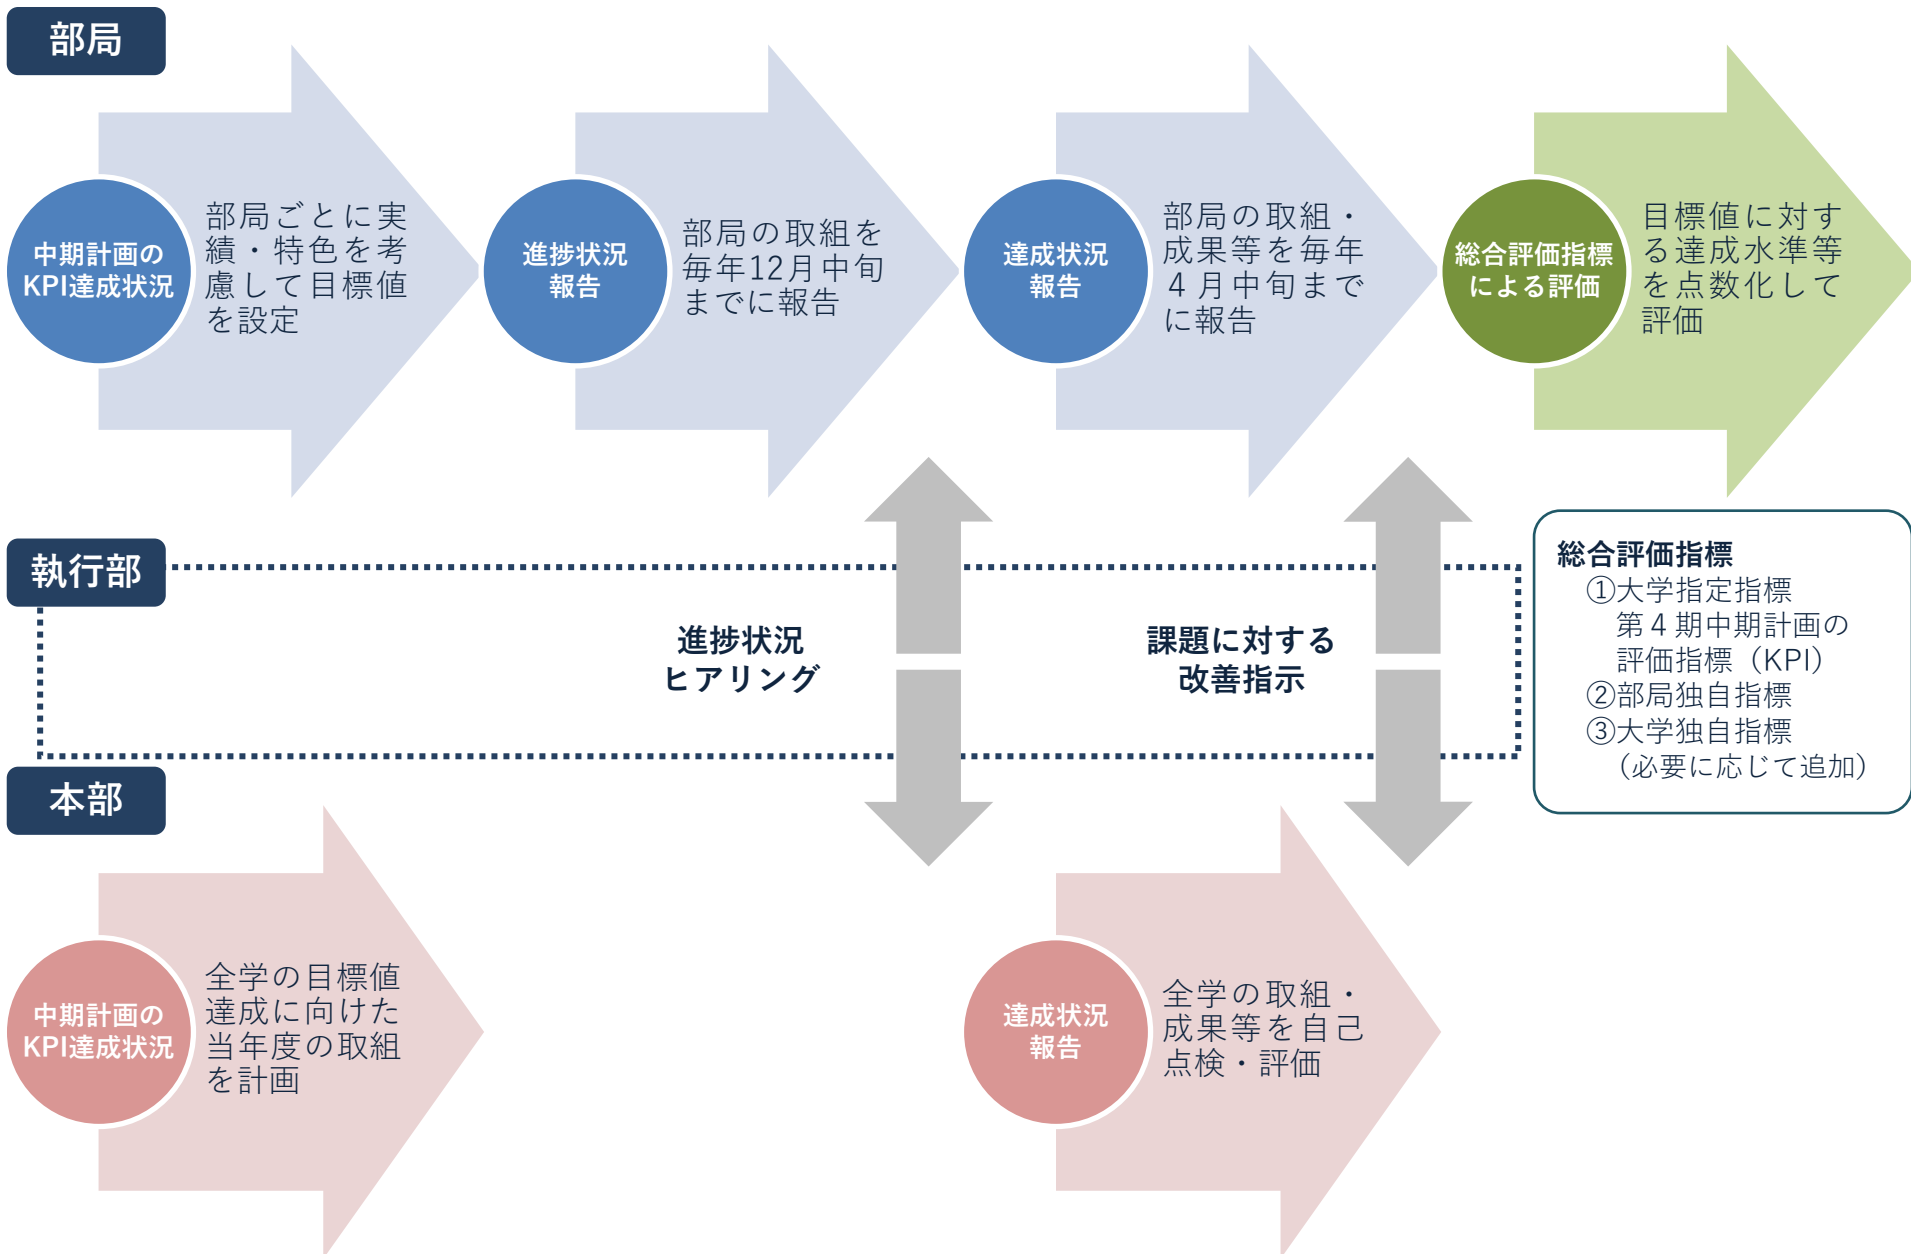 部局
中期計画の
KPI達成状況
部局ごとに実
績・特色を考
慮して目標値
を設定
進捗状況
報告
部局の取組を
毎年12月中旬
までに報告
達成状況
報告
部局の取組・
成果等を毎年
４月中旬まで
に報告
総合評価指標
による評価
目標値に対す
る達成水準等
を点数化して
評価
執行部
進捗状況
ヒアリング
課題に対する
改善指示
総合評価指標
①大学指定指標
第４期中期計画の
評価指標（KPI）
②部局独自指標
③大学独自指標
（必要に応じて追加）
本部
中期計画の
KPI達成状況
全学の目標値
達成に向けた
当年度の取組
を計画
達成状況
報告
全学の取組・
成果等を自己
点検・評価